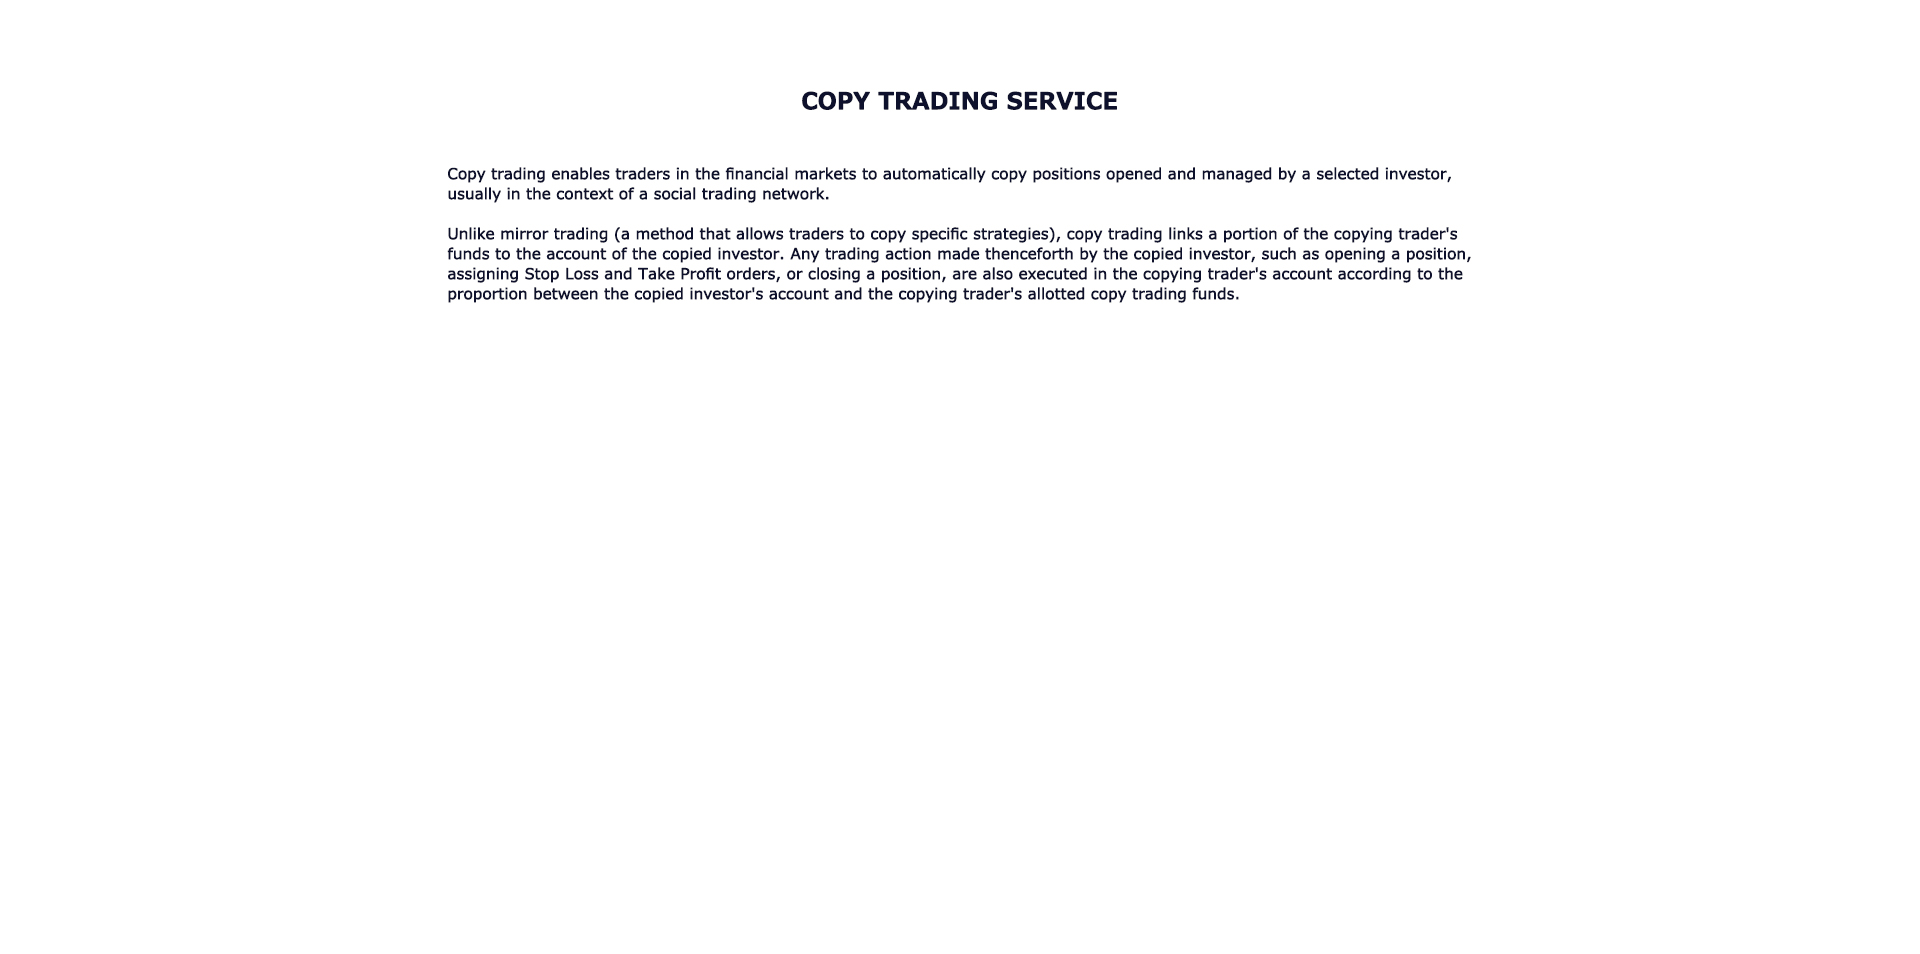 COPY TRADING SERVICE
Copy trading enables traders in the financial markets to automatically copy positions opened and managed by a selected investor,
usually in the context of a social trading network.
Unlike mirror trading (a method that allows traders to copy specific strategies), copy trading links a portion of the copying trader's
funds to the account of the copied investor. Any trading action made thenceforth by the copied investor, such as opening a position,
assigning Stop Loss and Take Profit orders, or closing a position, are also executed in the copying trader's account according to the
proportion between the copied investor's account and the copying trader's allotted copy trading funds.